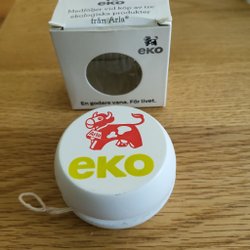 eko
Medföljer vid köp av tre
ekologiska produkter
från Arla®
eko
En godare vana. För livet.
eko